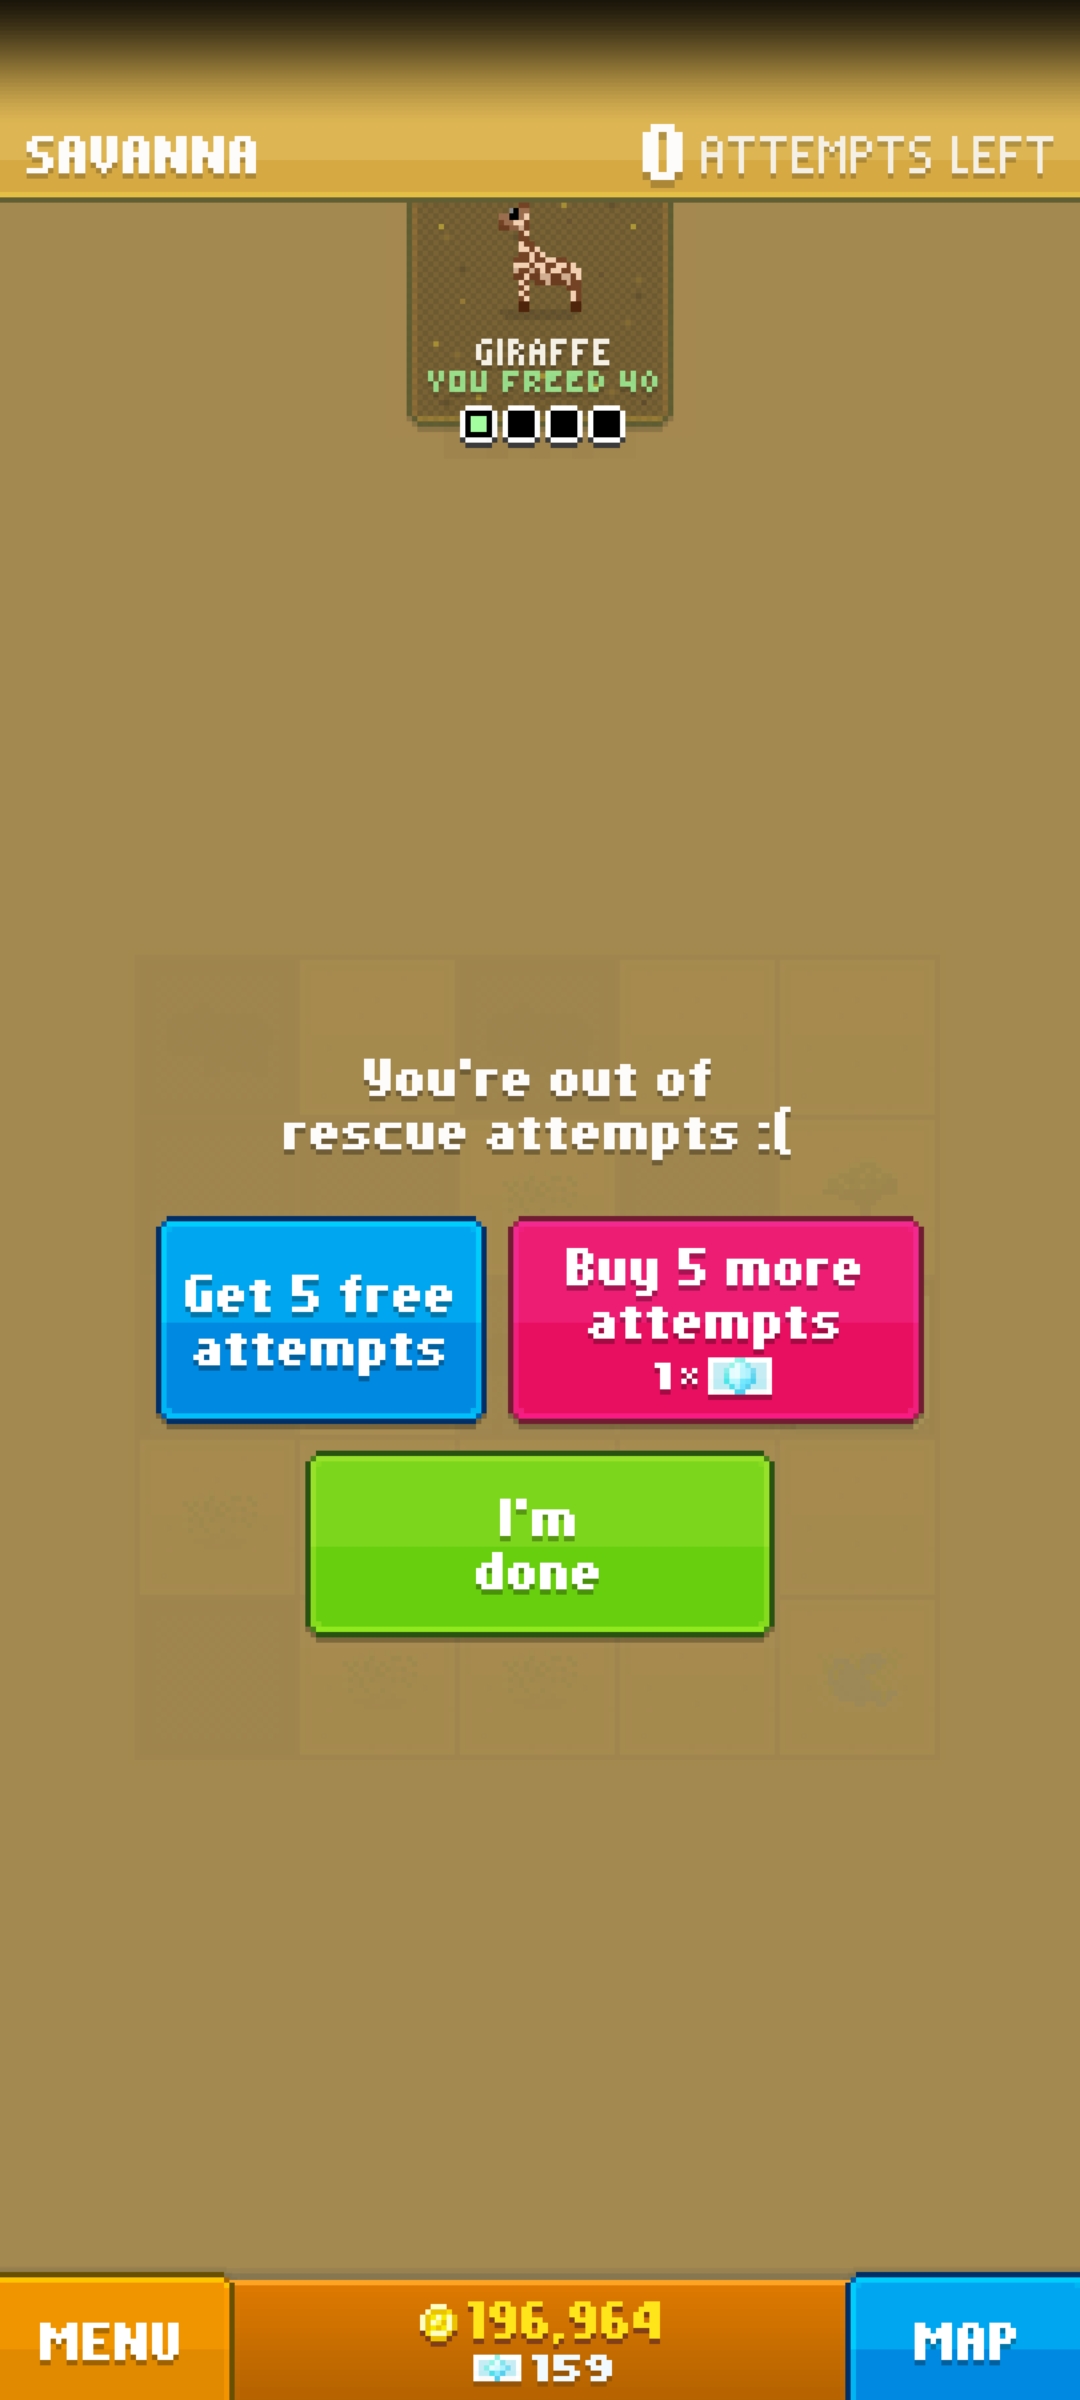 SAVANNA
0 ATTEMPTS LEFT
GIRAFFE
YOU FREED 40
You're out of
rescue attempts :(
Get 5 free
attempts
Buy 5 more
attempts
1×
I'm
done
MENU
196,964
159
MAP